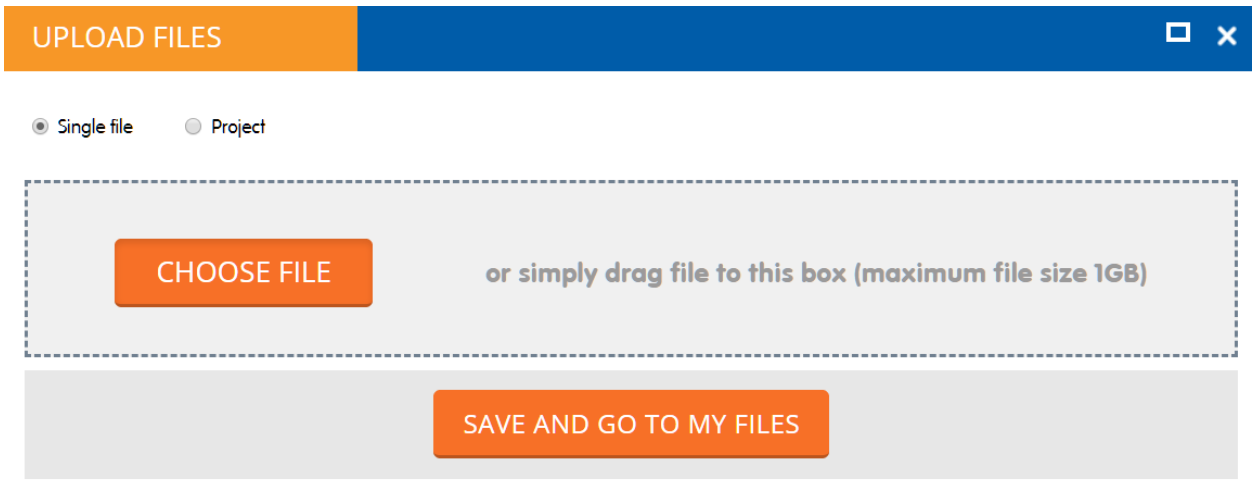 UPLOAD FILES
Single file Project
CHOOSE FILE or simply drag file to this box (maximum file size 1GB)
SAVE AND GO TO MY FILES